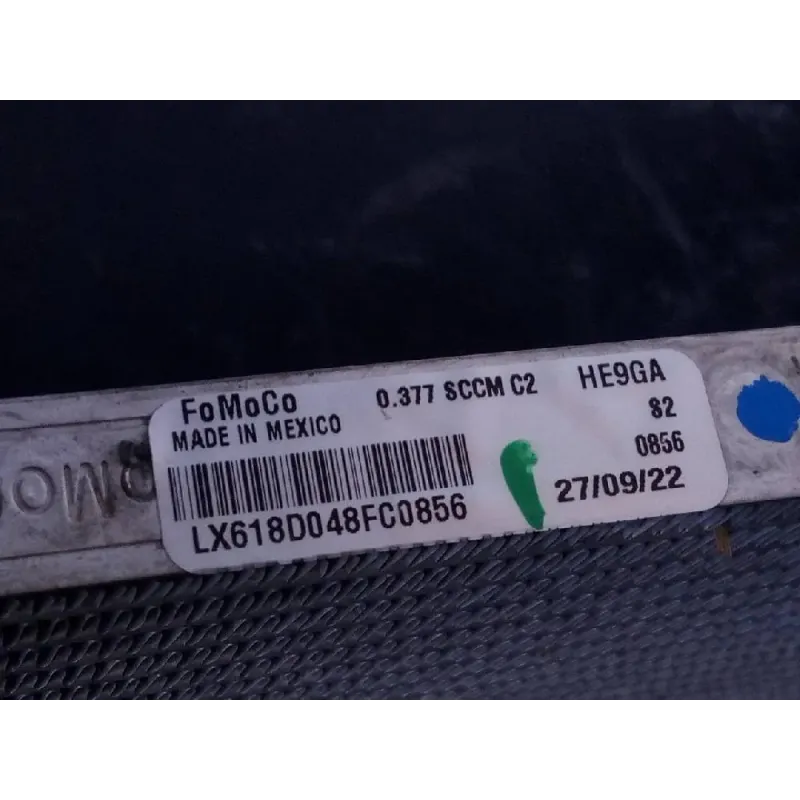 FoMoCo
MADE IN MEXICO
0.377 SCCM C2
HE9GA
82
0856
27/09/22
LX618D048FC0856